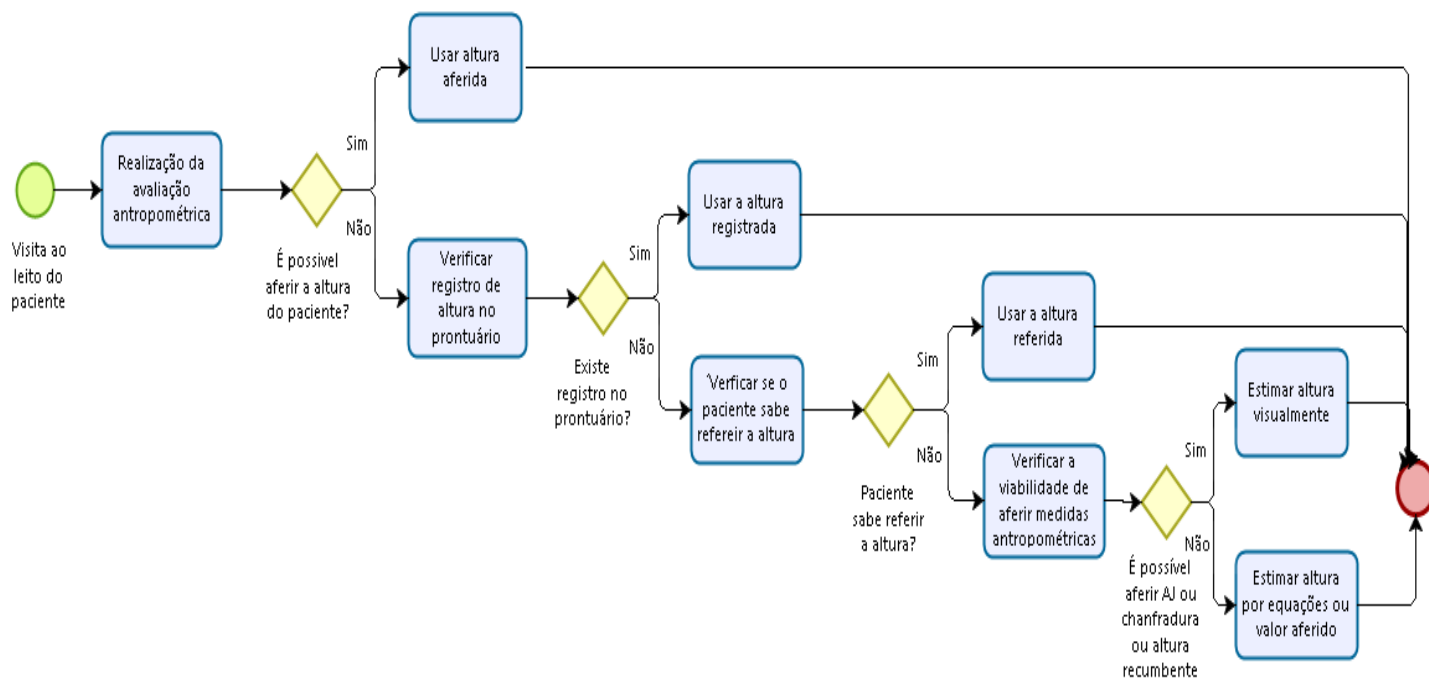 Visita ao
leito do
paciente
Realização da
avaliação
antropométrica
É possivel
aferir a altura
do paciente?
Sim
Não
Usar altura
aferida
Verificar
registro de
altura no
prontuário
Existe
registro no
prontuário?
Sim
Não
Usar a altura
registrada
'Verficar se o
paciente sabe
refereir a altura
Paciente
sabe referir
a altura?
Sim
Não
Usar a altura
referida
Verificar a
viabilidade de
aferir medidas
antropométricas
É possível
aferir AJ ou
chanfradura
ou altura
recumbente
Sim
Não
Estimar altura
visualmente
Estimar altura
por equações ou
valor aferido